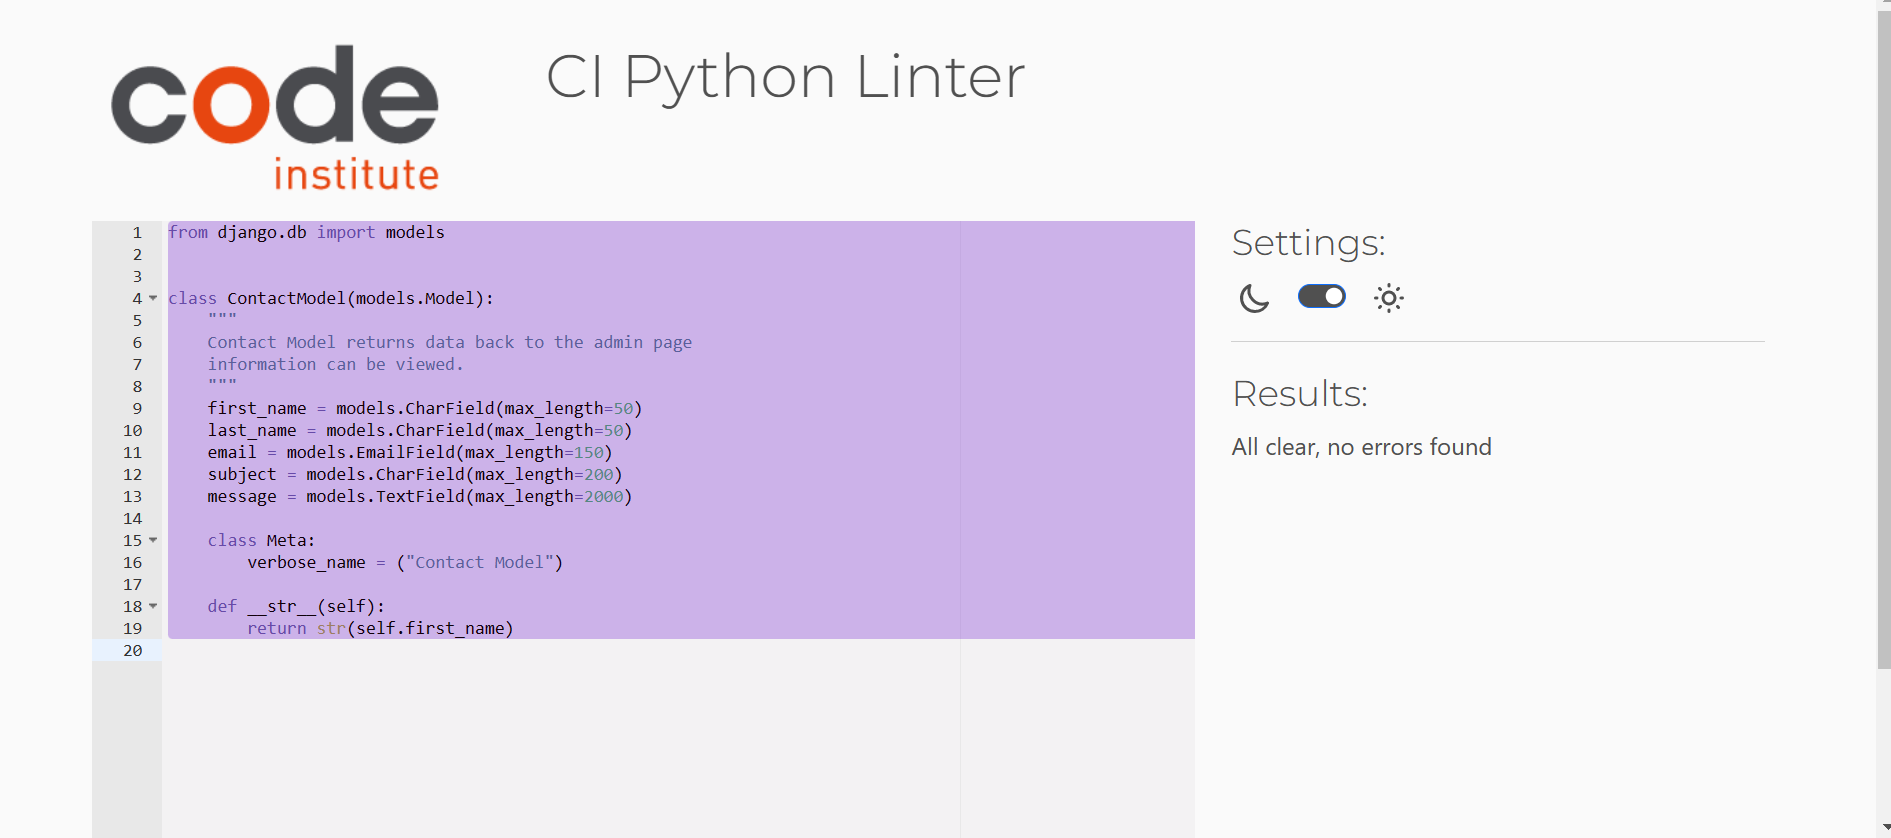 code
institute
CI Python Linter
1 from django.db import models
2
3
4 class ContactModel(models.Model):
5     """
6     Contact Model returns data back to the admin page
7     information can be viewed.
8     """
9     first_name = models.CharField(max_length=50)
10     last_name = models.CharField(max_length=50)
11     email = models.EmailField(max_length=150)
12     subject = models.CharField(max_length=200)
13     message = models.TextField(max_length=2000)
14
15     class Meta:
16         verbose_name = ("Contact Model")
17
18     def __str__(self):
19         return str(self.first_name)
20
Settings:
Results:
All clear, no errors found